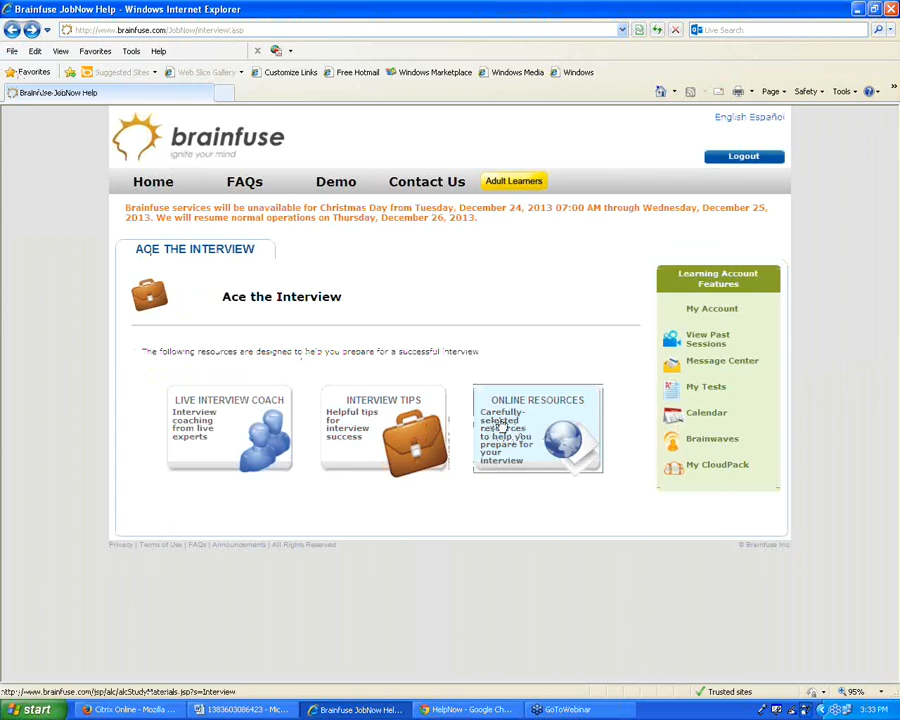 Brainfuse JobNow Help - Windows Internet Explorer
http://www.brainfuse.com/JobNow/interview.asp
Live Search
File Edit View Favorites Tools Help
Favorites Suggested Sites Web Slice Gallery Customize Links Free Hotmail Windows Marketplace Windows Media Windows
Brainfuse-JobNow Help
Page Safety Tools
English Español
brainfuse
ignite your mind
Logout
Home FAQs Demo Contact Us Adult Learners
Brainfuse services will be unavailable for Christmas Day from Tuesday, December 24, 2013 07:00 AM through Wednesday, December 25,
2013. We will resume normal operations on Thursday, December 26, 2013.
ACE THE INTERVIEW
Ace the Interview
The following resources are designed to help you prepare for a successful interview
LIVE INTERVIEW COACH
Interview
coaching
from live
experts
INTERVIEW TIPS
Helpful tips
for
interview
success
ONLINE RESOURCES
Carefully-
selected
resources
to help you
prepare for
your
interview
Learning Account
Features
My Account
View Past
Sessions
Message Center
My Tests
Calendar
Brainwaves
My CloudPack
Privacy | Terms of Use | FAQs | Announcements | All Rights Reserved
© Brainfuse Inc.
http://www.brainfuse.com/jsp/alc/alcStudyMaterials.jsp?s=Interview
Trusted sites
95%
start
Citrix Online - Mozilla ...
1383603086423 - Mic...
Brainfuse JobNow Hel...
HelpNow - Google Ch...
GoToWebinar
3:33 PM